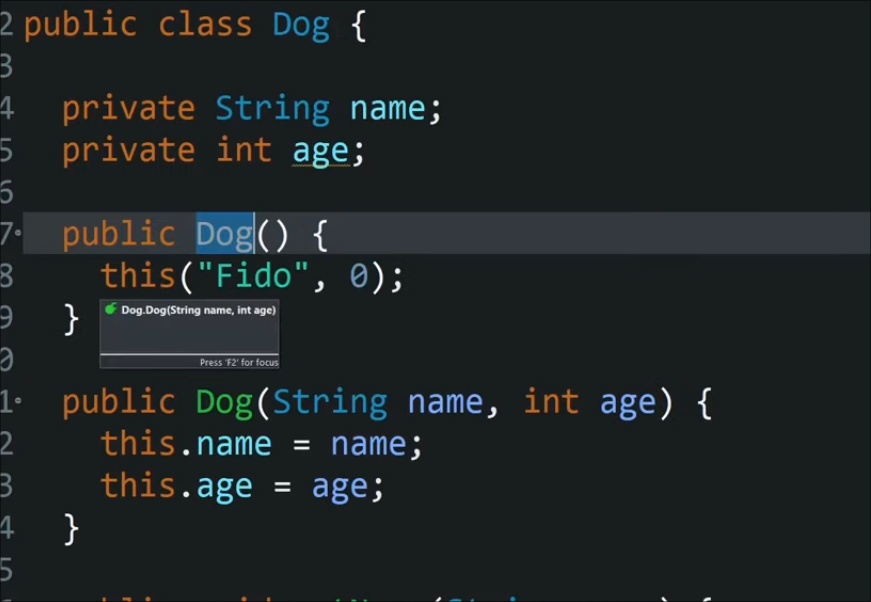 2 public class Dog {
3
4 private String name;
5 private int age;
6
7 public Dog() {
8 this("Fido", 0);
9 }
Dog.Dog(String name, int age)
Press 'F2' for focus
0
1 public Dog(String name, int age) {
2 this.name = name;
3 this.age = age;
4 }
5